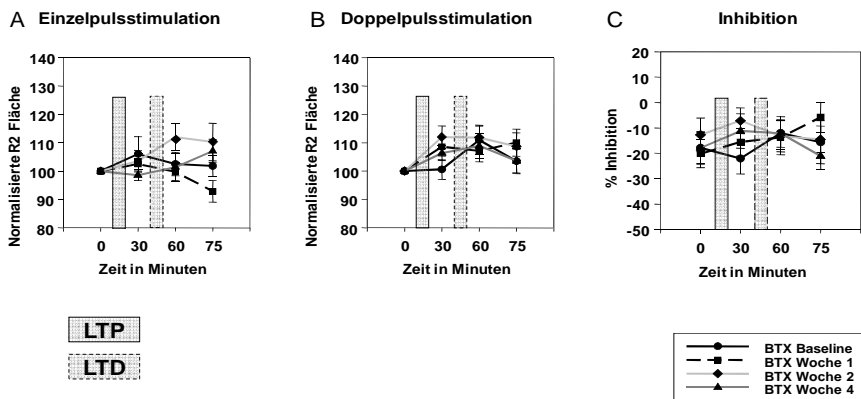 A Einzelpulsstimulation
140
130
120
110
100
90
80
0 30 60 75
Zeit in Minuten
Normalisierte R2 Fläche
B Doppelpulsstimulation
140
130
120
110
100
90
80
0 30 60 75
Zeit in Minuten
Normalisierte R2 Fläche
C Inhibition
20
10
0
-10
-20
-30
-40
-50
0 30 60 75
Zeit in Minuten
% Inhibition
LTP
LTD
BTX Baseline
BTX Woche 1
BTX Woche 2
BTX Woche 4